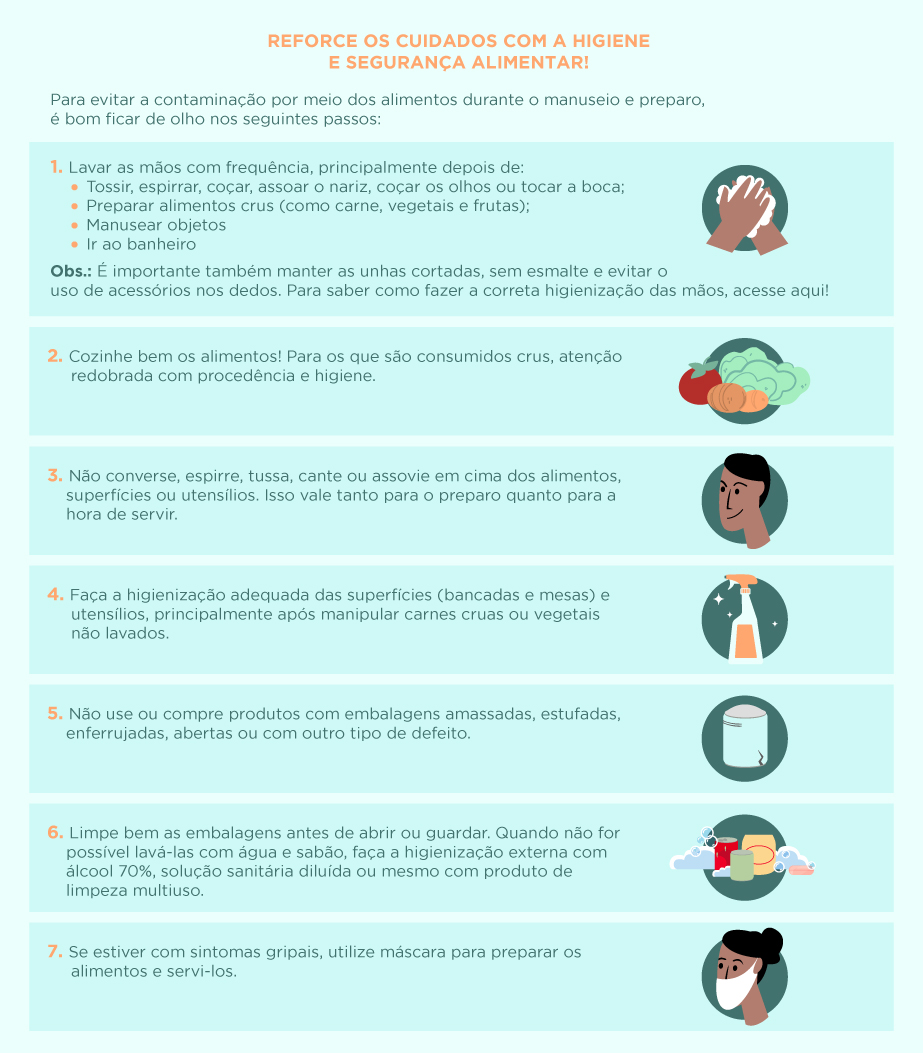 REFORCE OS CUIDADOS COM A HIGIENE
E SEGURANÇA ALIMENTAR!
Para evitar a contaminação por meio dos alimentos durante o manuseio e preparo,
é bom ficar de olho nos seguintes passos:
1. Lavar as mãos com frequência, principalmente depois de:
• Tossir, espirrar, coçar, assoar o nariz, coçar os olhos ou tocar a boca;
• Preparar alimentos crus (como carne, vegetais e frutas);
• Manusear objetos
• Ir ao banheiro
Obs.: É importante também manter as unhas cortadas, sem esmalte e evitar o
uso de acessórios nos dedos. Para saber como fazer a correta higienização das mãos, acesse aqui!
2. Cozinhe bem os alimentos! Para os que são consumidos crus, atenção
redobrada com procedência e higiene.
3. Não converse, espirre, tussa, cante ou assovie em cima dos alimentos,
superfícies ou utensílios. Isso vale tanto para o preparo quanto para a
hora de servir.
4. Faça a higienização adequada das superfícies (bancadas e mesas) e
utensílios, principalmente após manipular carnes cruas ou vegetais
não lavados.
5. Não use ou compre produtos com embalagens amassadas, estufadas,
enferrujadas, abertas ou com outro tipo de defeito.
6. Limpe bem as embalagens antes de abrir ou guardar. Quando não for
possível lavá-las com água e sabão, faça a higienização externa com
álcool 70%, solução sanitária diluída ou mesmo com produto de
limpeza multiuso.
7. Se estiver com sintomas gripais, utilize máscara para preparar os
alimentos e servi-los.